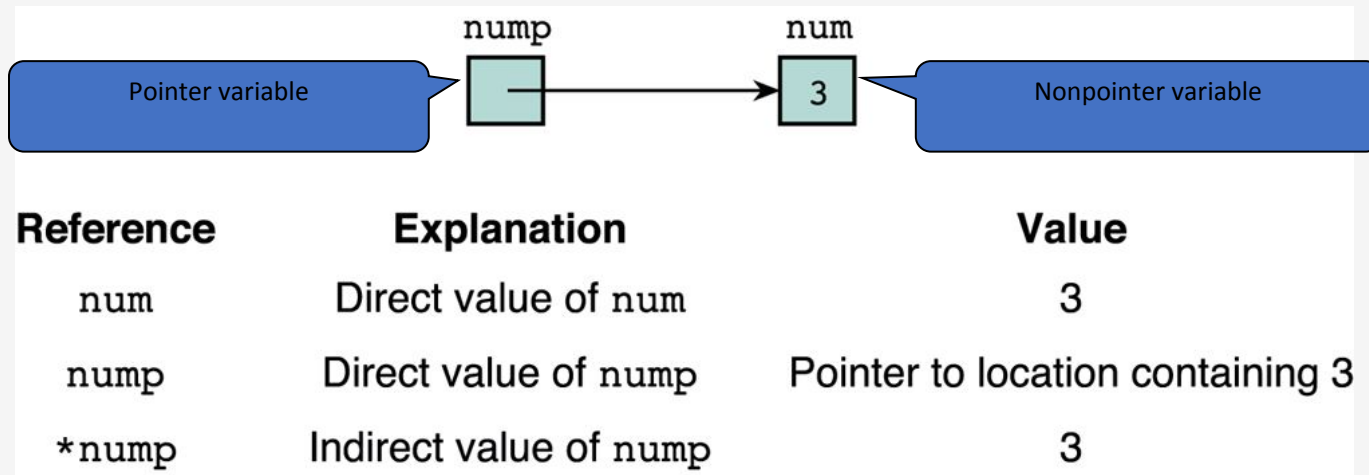 nump num
Pointer variable Nonpointer variable
3
Reference Explanation Value
num Direct value of num 3
nump Direct value of nump Pointer to location containing 3
*nump Indirect value of nump 3